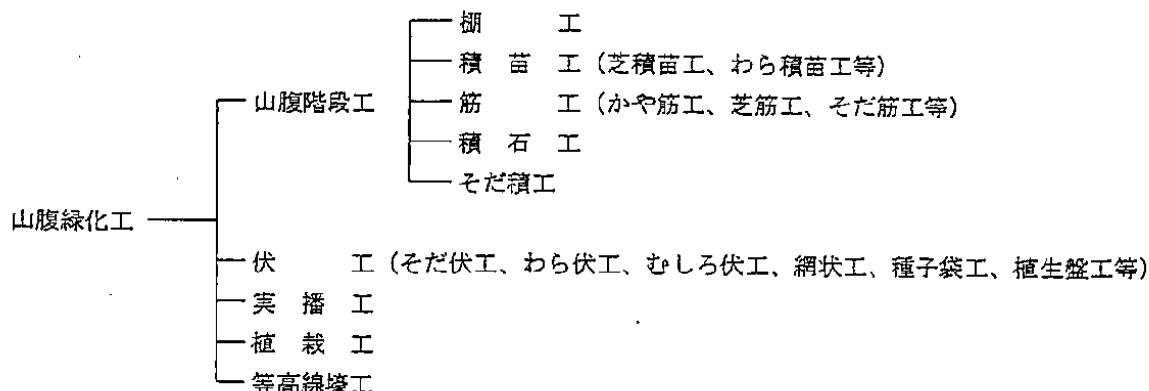 棚工
積苗工（芝積苗工、わら積苗工等）
山腹階段工
筋工（かや筋工、芝筋工、そだ筋工等）
積石工
そだ積工
山腹緑化工
伏工（そだ伏工、わら伏工、むしろ伏工、網状工、種子袋工、植生盤工等）
実播工
植栽工
等高線壕工